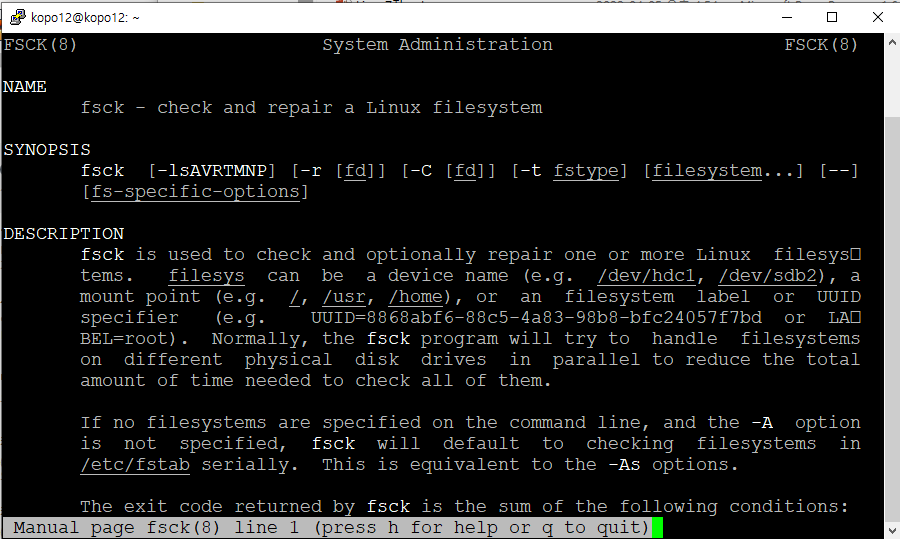 kopo12@kopo12: ~
FSCK(8) System Administration FSCK(8)
NAME
fsck - check and repair a Linux filesystem
SYNOPSIS
fsck [-lsAVRTMNP] [-r [fd]] [-C [fd]] [-t fstype] [filesystem...] [--]
[fs-specific-options]
DESCRIPTION
fsck is used to check and optionally repair one or more Linux filesys□
tems. filesys can be a device name (e.g. /dev/hdc1, /dev/sdb2), a
mount point (e.g. /, /usr, /home), or an filesystem label or UUID
specifier (e.g. UUID=8868abf6-88c5-4a83-98b8-bfc24057f7bd or LA□
BEL=root). Normally, the fsck program will try to handle filesystems
on different physical disk drives in parallel to reduce the total
amount of time needed to check all of them.
If no filesystems are specified on the command line, and the -A option
is not specified, fsck will default to checking filesystems in
/etc/fstab serially. This is equivalent to the -As options.
The exit code returned by fsck is the sum of the following conditions:
Manual page fsck(8) line 1 (press h for help or q to quit)